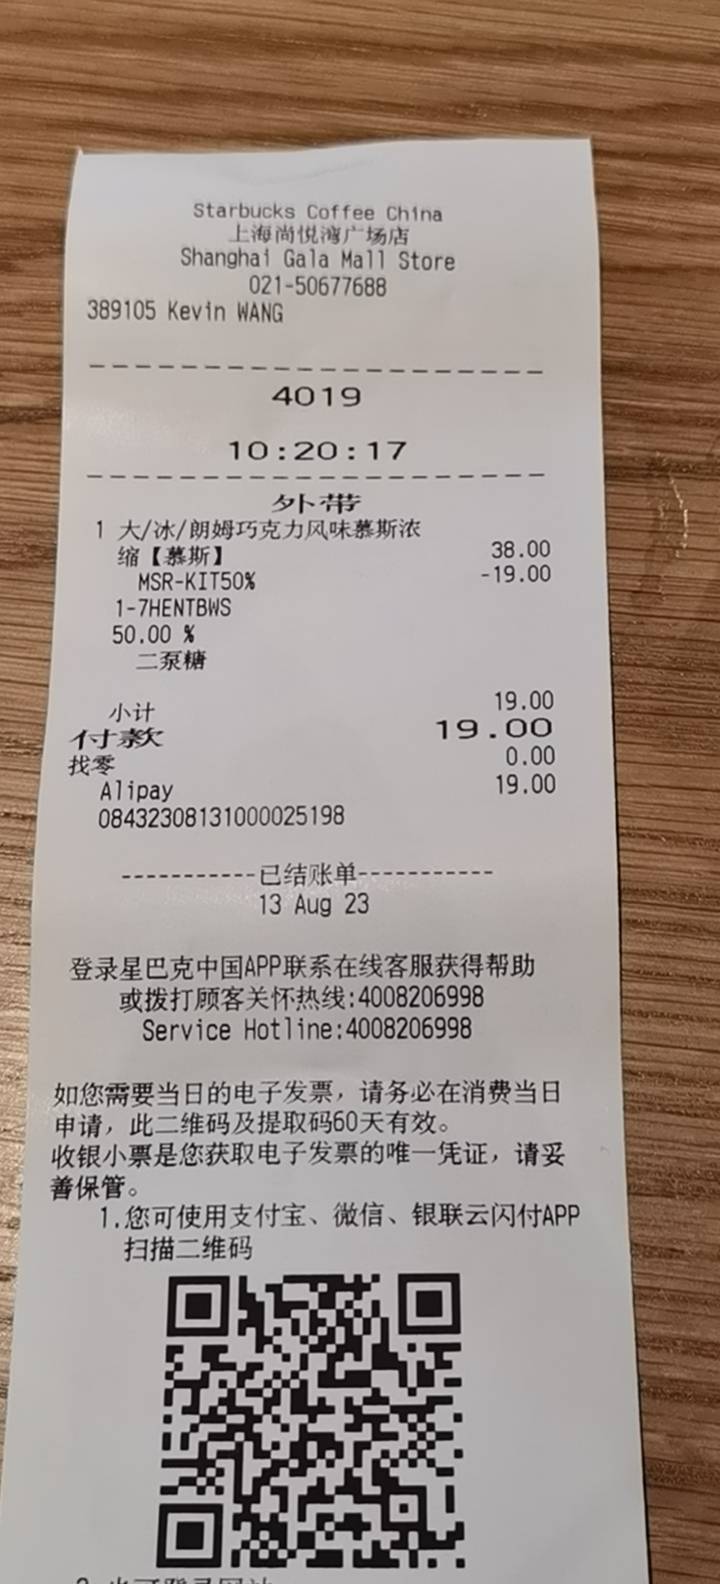 Starbucks Coffee China
上海尚悦湾广场店
Shanghai Gala Mall Store
021-50677688
389105 Kevin WANG
4019
10:20:17
外带
1 大/冰/朗姆巧克力风味慕斯浓
缩【慕斯】 38.00
MSR-KIT50% -19.00
1-7HENTBWS
50.00 %
二泵糖
小计 19.00
付款 19.00
找零 0.00
Alipay 19.00
08432308131000025198
-----------已结账单-----------
13 Aug 23
登录星巴克中国APP联系在线客服获得帮助
或拨打顾客关怀热线:4008206998
Service Hotline:4008206998
如您需要当日的电子发票，请务必在消费当日
申请，此二维码及提取码60天有效。
收银小票是您获取电子发票的唯一凭证，请妥
善保管。
1.您可使用支付宝、微信、银联云闪付APP
扫描二维码